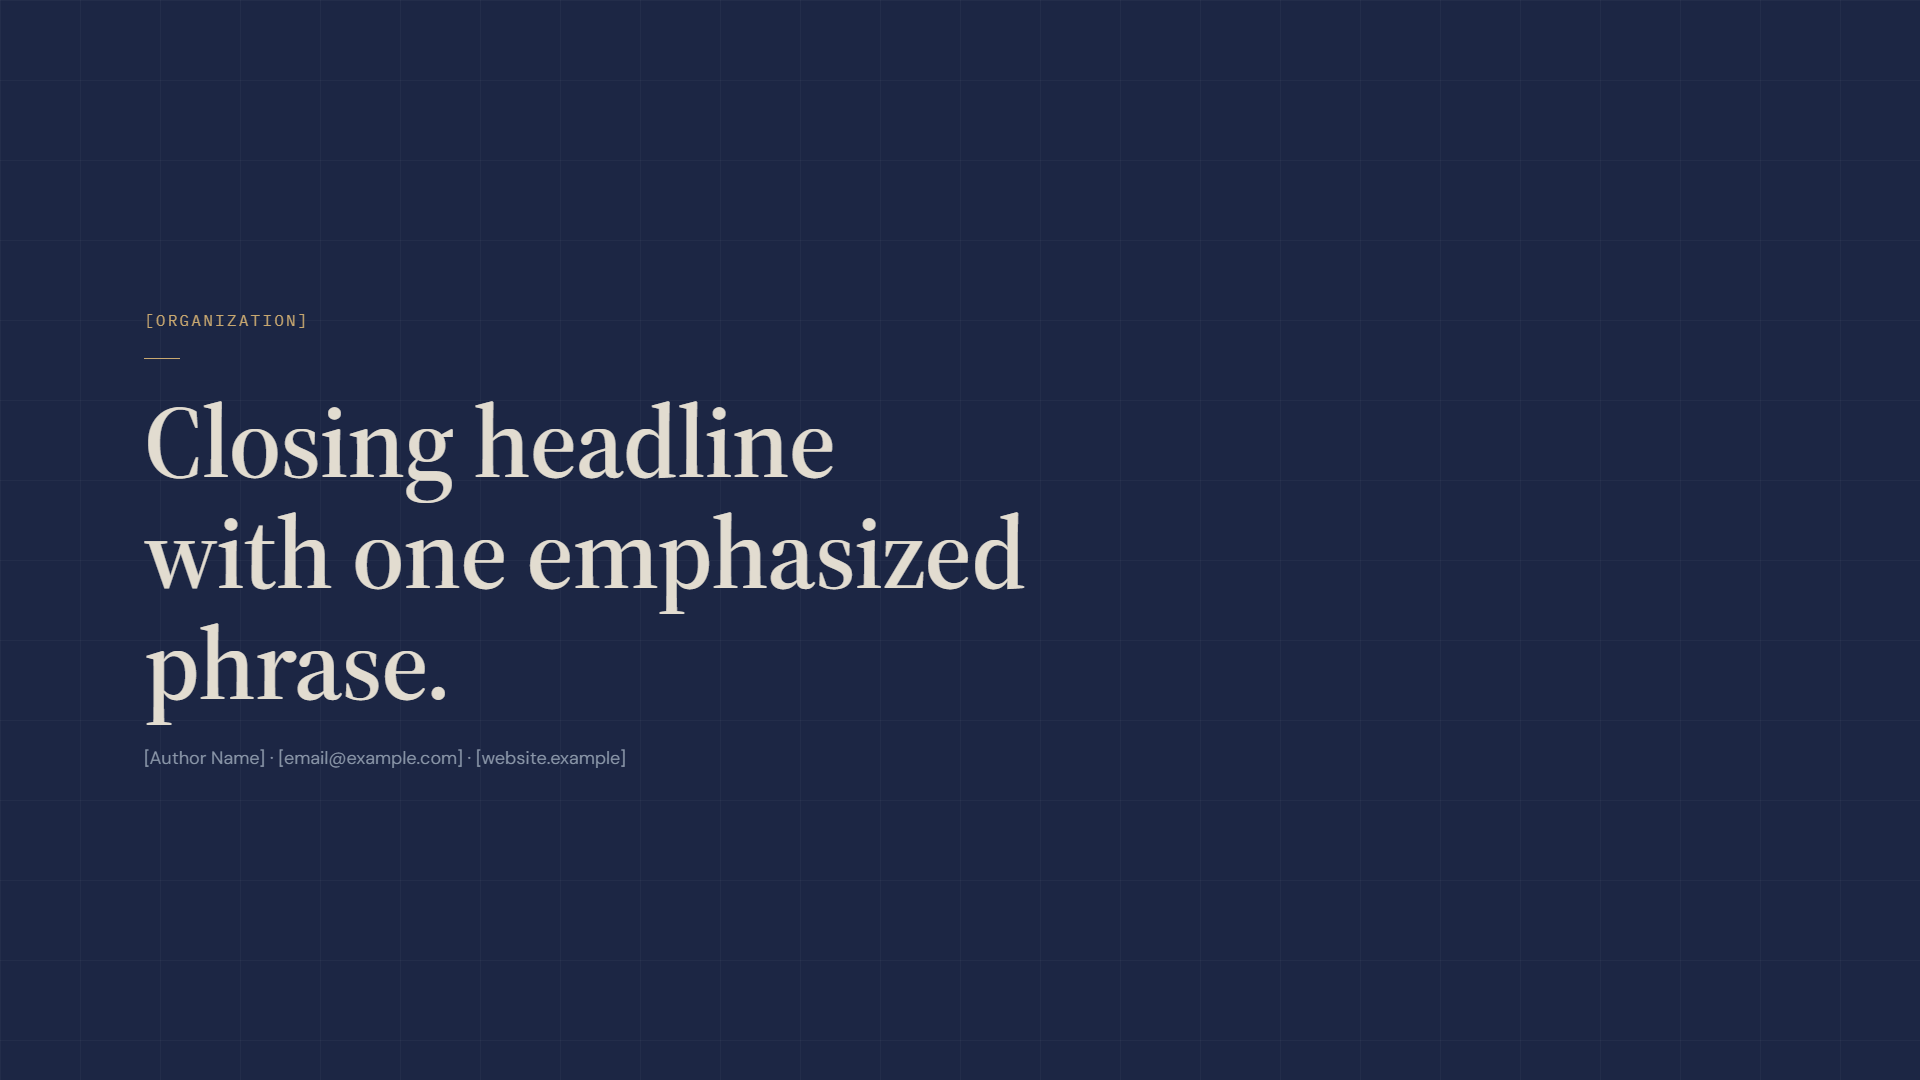 [ORGANIZATION]
Closing headline
with one emphasized
phrase.
[Author Name] · [email@example.com] · [website.example]